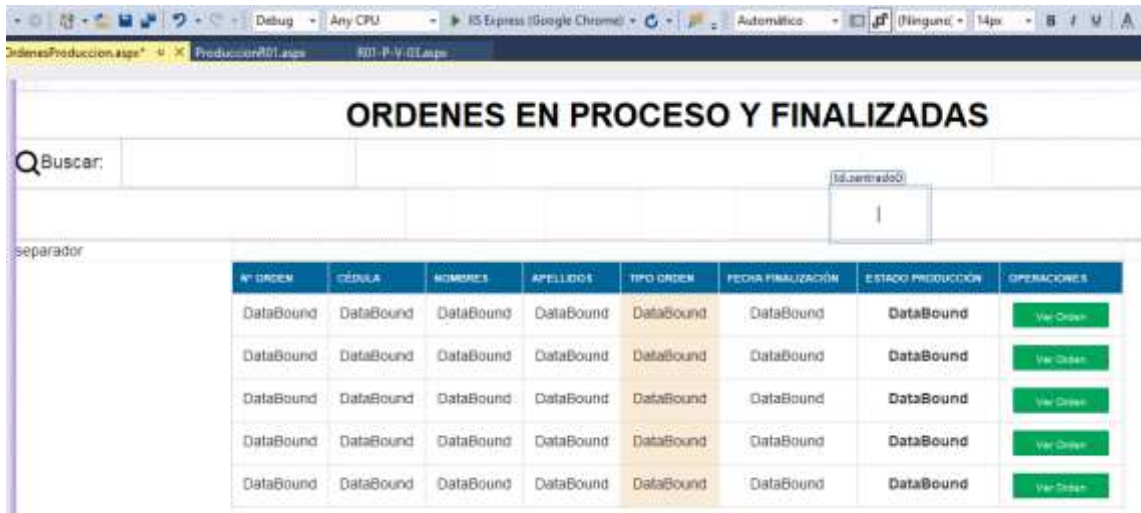 Debug Any CPU IIS Express (Google Chrome) Automático (Ninguna( 14px B I U A
OrdenesProduccion.aspx* ProduccionR01.aspx R01-P-V-03.aspx
ORDENES EN PROCESO Y FINALIZADAS
Buscar:
td.centradoD
separador
Nº ORDEN CÉDULA NOMBRES APELLIDOS TIPO ORDEN FECHA FINALIZACIÓN ESTADO PRODUCCIÓN OPERACIONES
DataBound DataBound DataBound DataBound DataBound DataBound DataBound Ver Orden
DataBound DataBound DataBound DataBound DataBound DataBound DataBound Ver Orden
DataBound DataBound DataBound DataBound DataBound DataBound DataBound Ver Orden
DataBound DataBound DataBound DataBound DataBound DataBound DataBound Ver Orden
DataBound DataBound DataBound DataBound DataBound DataBound DataBound Ver Orden